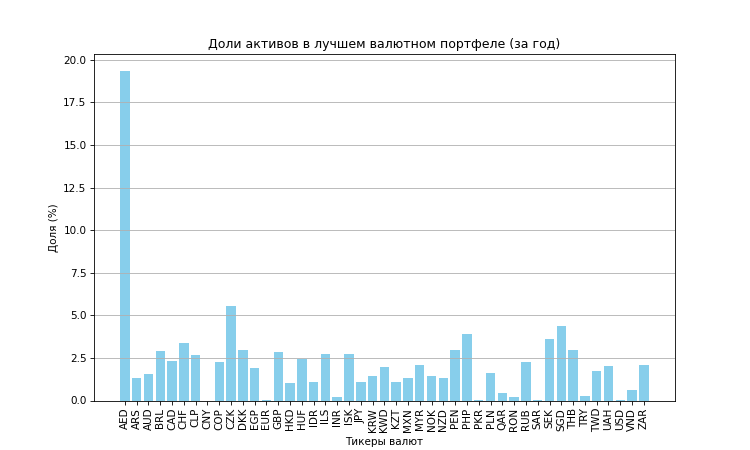 Доли активов в лучшем валютном портфеле (за год)
Доля (%)
20.0
17.5
15.0
12.5
10.0
7.5
5.0
2.5
0.0
AED ARS AUD BRL CAD CHF CLP CNY COP CZK DKK EGP EUR GBP HKD HUF IDR ILS INR ISK JPY KRW KWD KZT MXN MYR NOK NZD PEN PHP PKR PLN QAR RON RUB SAR SEK SGD THB TRY TWD UAH USD VND ZAR
Тикеры валют